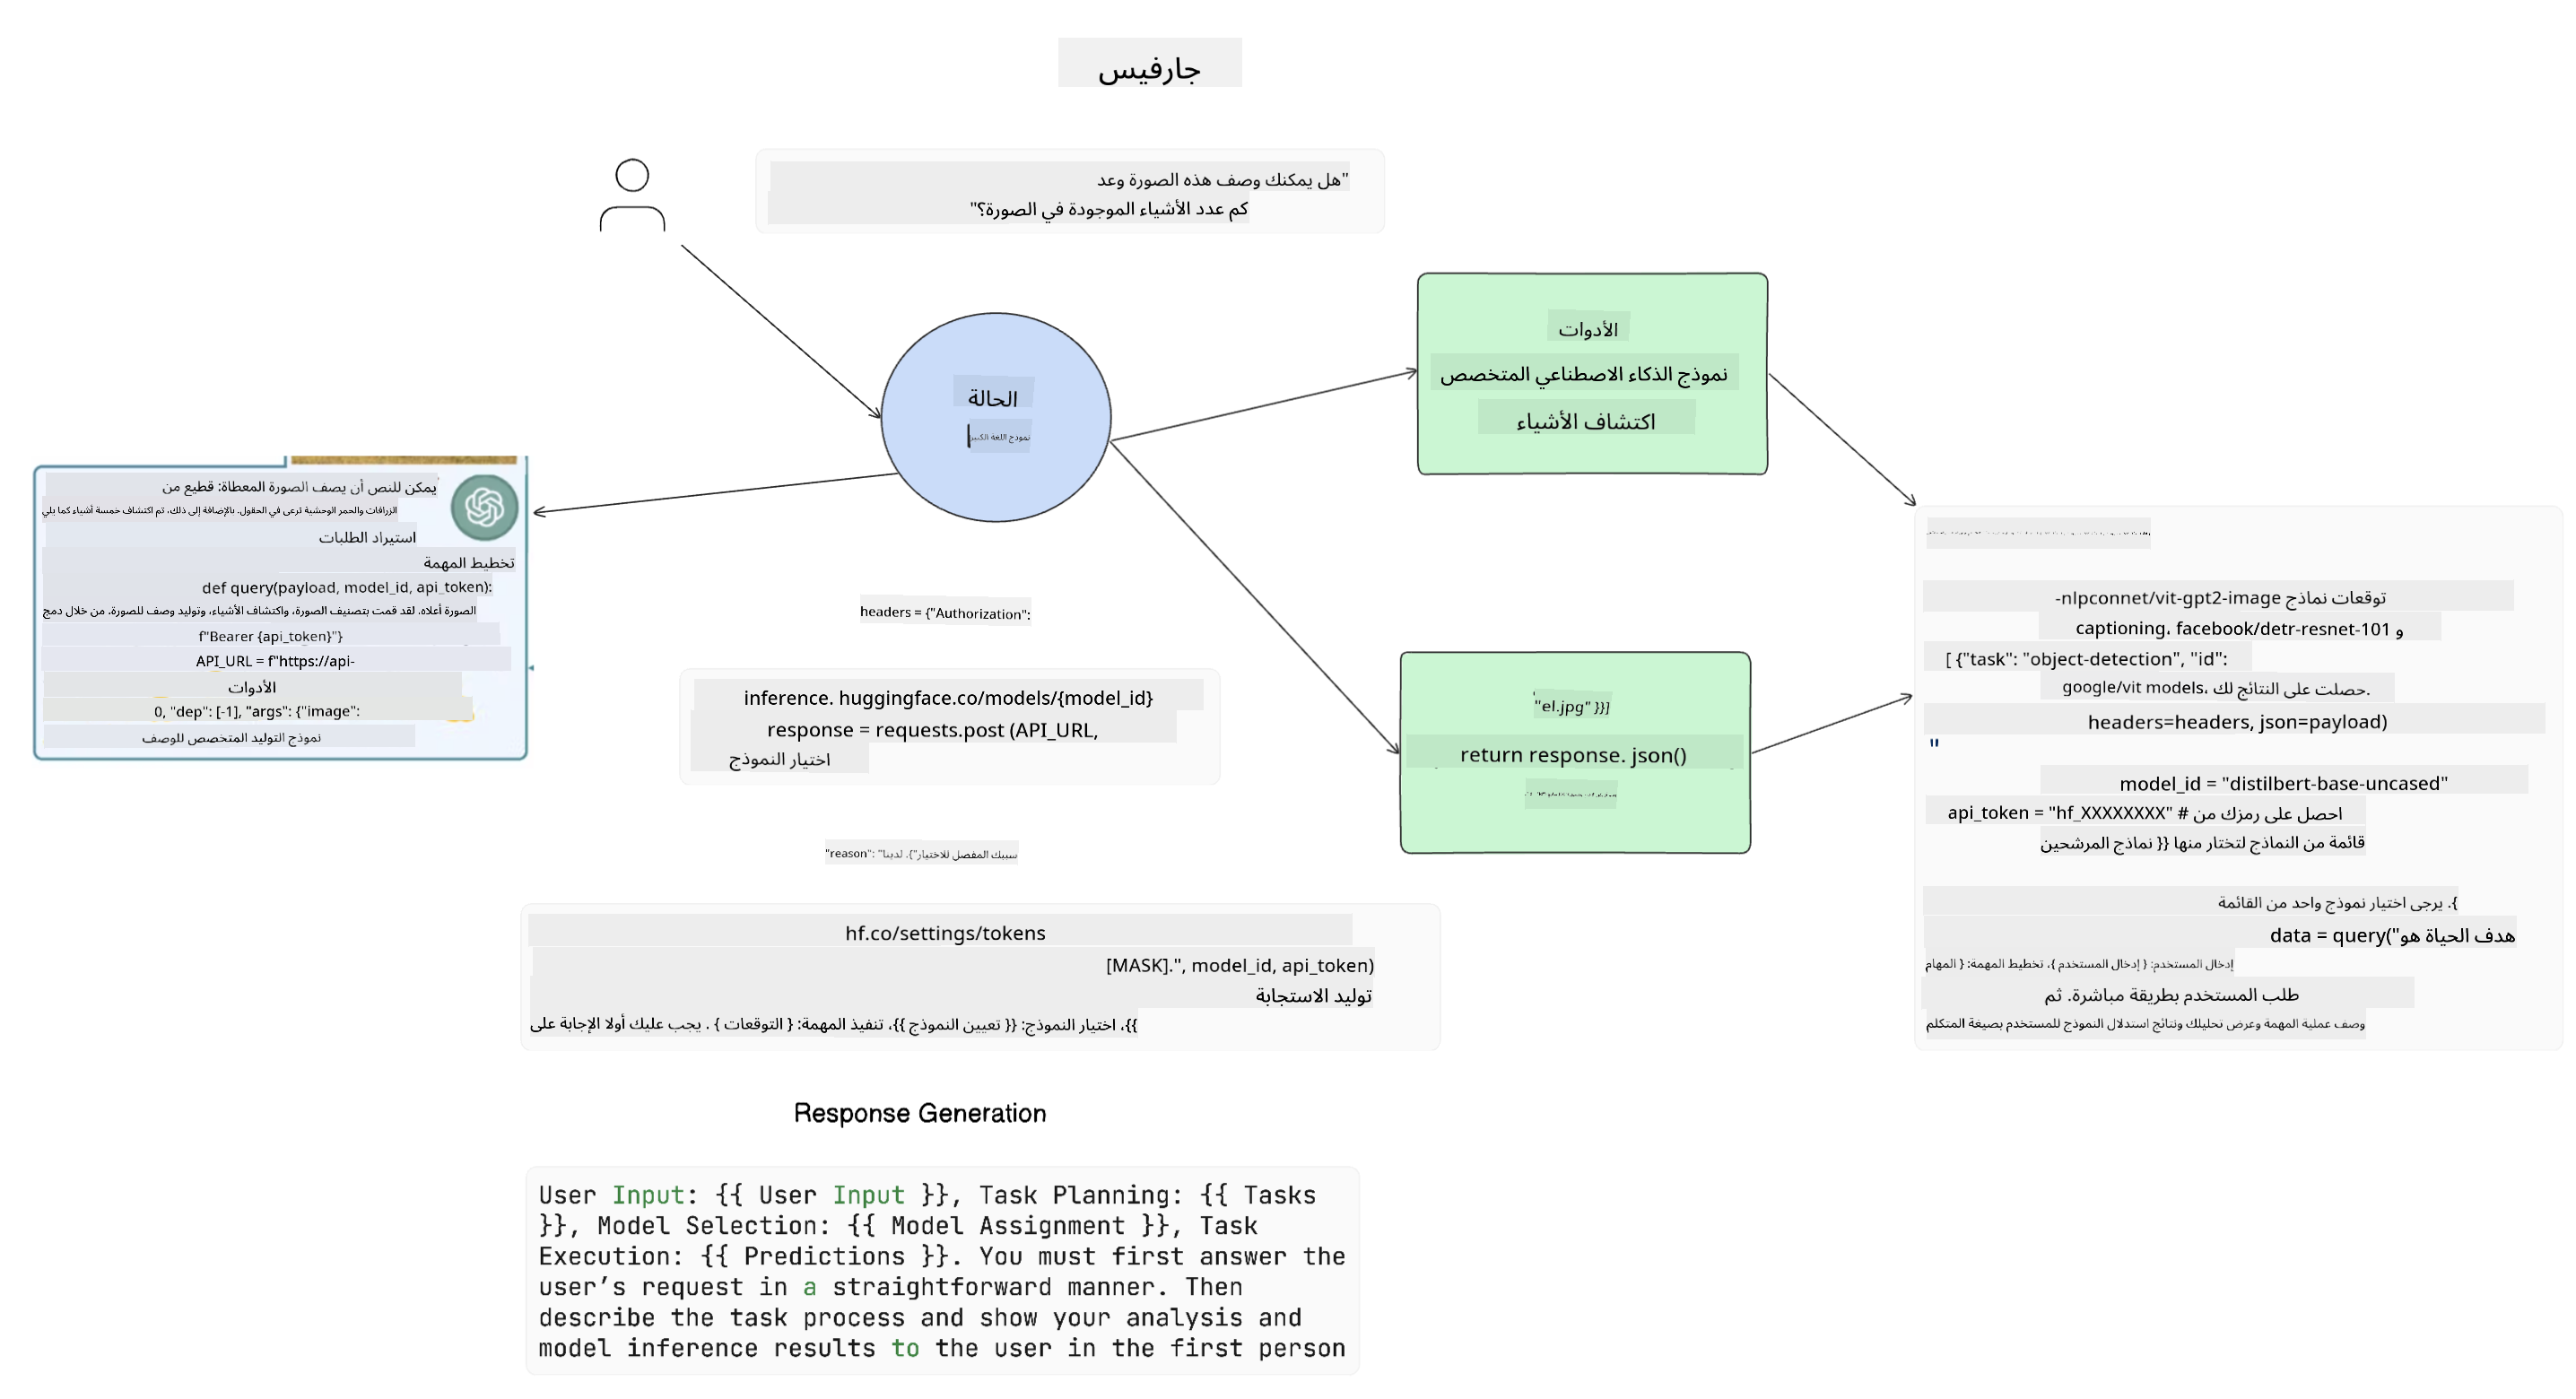 جارفيس
"هل يمكنك وصف هذه الصورة وعد
كم عدد الأشياء الموجودة في الصورة؟"
الحالة
نموذج اللغة الكبير
الأدوات
نموذج الذكاء الاصطناعي المتخصص
اكتشاف الأشياء
يمكن للنص أن يصف الصورة المعطاة: قطيع من
الزرافات والحمر الوحشية ترعى في الحقول. بالإضافة إلى ذلك، تم اكتشاف خمسة أشياء كما يلي
استيراد الطلبات
تخطيط المهمة
def query(payload, model_id, api_token):
الصورة أعلاه. لقد قمت بتصنيف الصورة، واكتشاف الأشياء، وتوليد وصف للصورة. من خلال دمج
f"Bearer {api_token}"}
API_URL = f"https://api-
الأدوات
0, "dep": [-1], "args": {"image":
نموذج التوليد المتخصص للوصف
headers = {"Authorization":
inference. huggingface.co/models/{model_id}
response = requests.post (API_URL,
اختيار النموذج
"el.jpg" }}]
return response. json()
توقعات نماذج nlpconnet/vit-gpt2-image-
captioning، facebook/detr-resnet-101 و
[ {"task": "object-detection", "id":
google/vit models، حصلت على النتائج لك.
headers=headers, json=payload)
"
model_id = "distilbert-base-uncased"
api_token = "hf_XXXXXXXX" # احصل على رمزك من
قائمة من النماذج لتختار منها {{ نماذج المرشحين
}. يرجى اختيار نموذج واحد من القائمة
data = query("هدف الحياة هو
إدخال المستخدم: { إدخال المستخدم }، تخطيط المهمة: { المهام
طلب المستخدم بطريقة مباشرة. ثم
وصف عملية المهمة وعرض تحليلك ونتائج استدلال النموذج للمستخدم بصيغة المتكلم
"reason": "سببك المفصل للاختيار"}. لدينا
hf.co/settings/tokens
[MASK].", model_id, api_token)
توليد الاستجابة
}}، اختيار النموذج: {{ تعيين النموذج }}، تنفيذ المهمة: { التوقعات } . يجب عليك أولا الإجابة على
Response Generation
User Input: {{ User Input }}, Task Planning: {{ Tasks
}}, Model Selection: {{ Model Assignment }}, Task
Execution: {{ Predictions }}. You must first answer the
user’s request in a straightforward manner. Then
describe the task process and show your analysis and
model inference results to the user in the first person